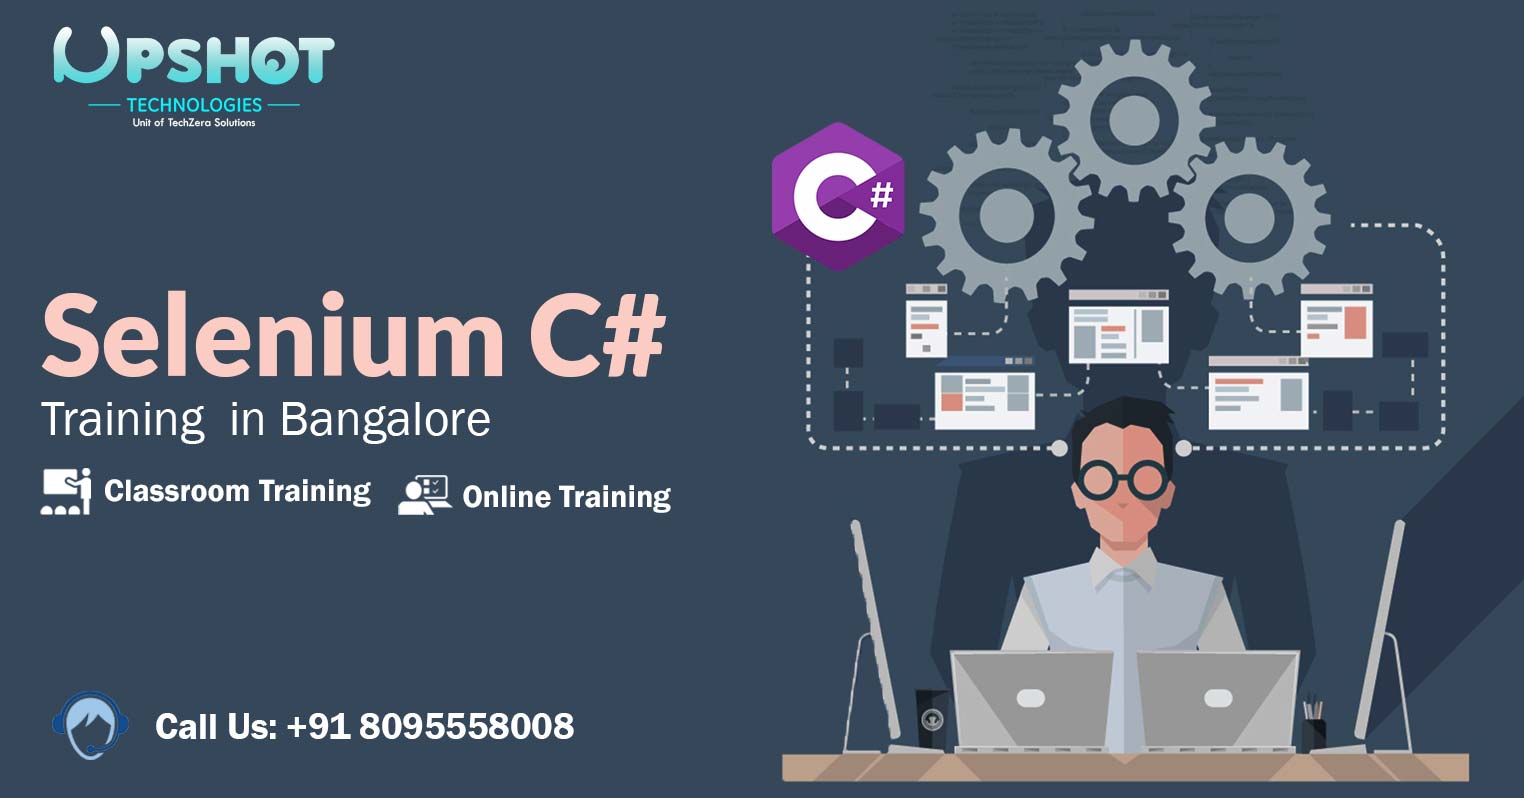 UPSHOT
TECHNOLOGIES
Unit of TechZera Solutions
C#
Selenium C#
Training in Bangalore
Classroom Training
Online Training
Call Us: +91 8095558008